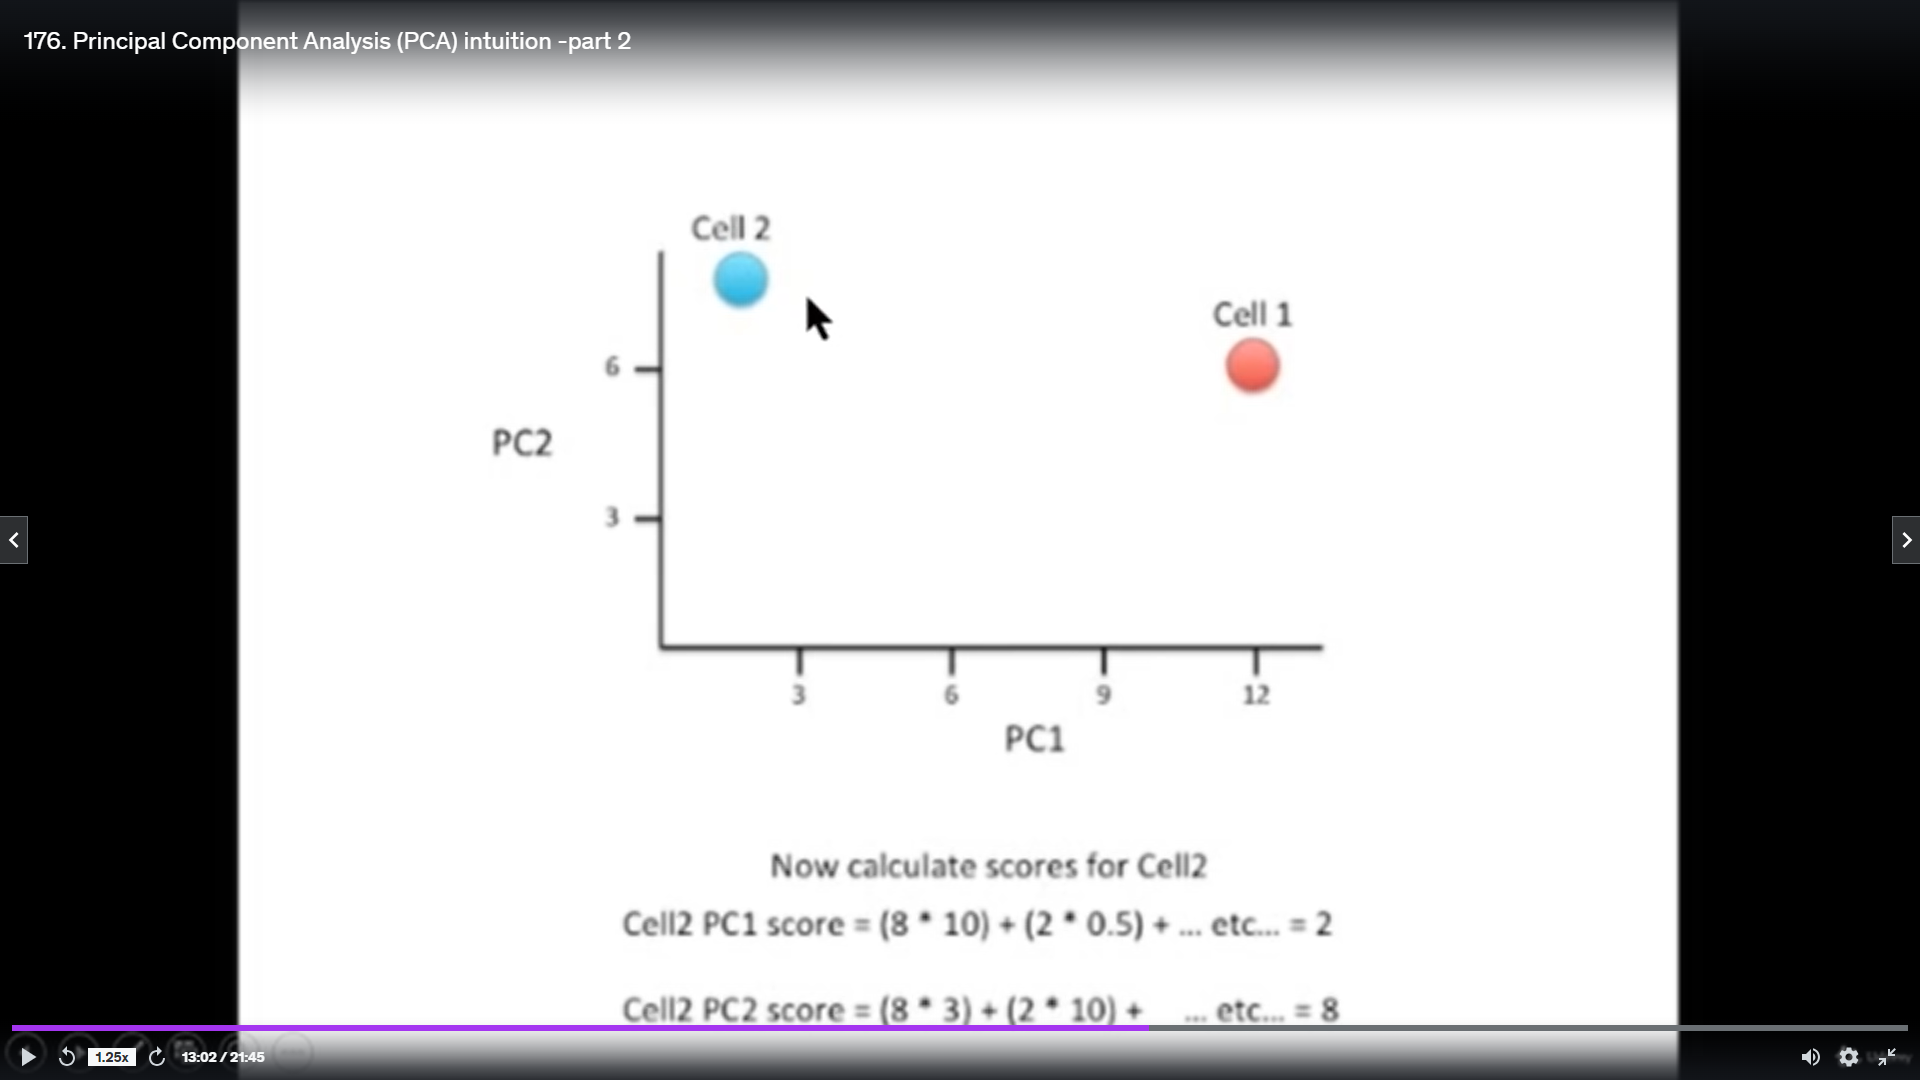 176. Principal Component Analysis (PCA) intuition -part 2
Cell 2
Cell 1
6
PC2
3
3 6 9 12
PC1
Now calculate scores for Cell2
Cell2 PC1 score = (8 * 10) + (2 * 0.5) + ... etc... = 2
Cell2 PC2 score = (8 * 3) + (2 * 10) + ... etc... = 8
1.25x 13:02 / 21:45